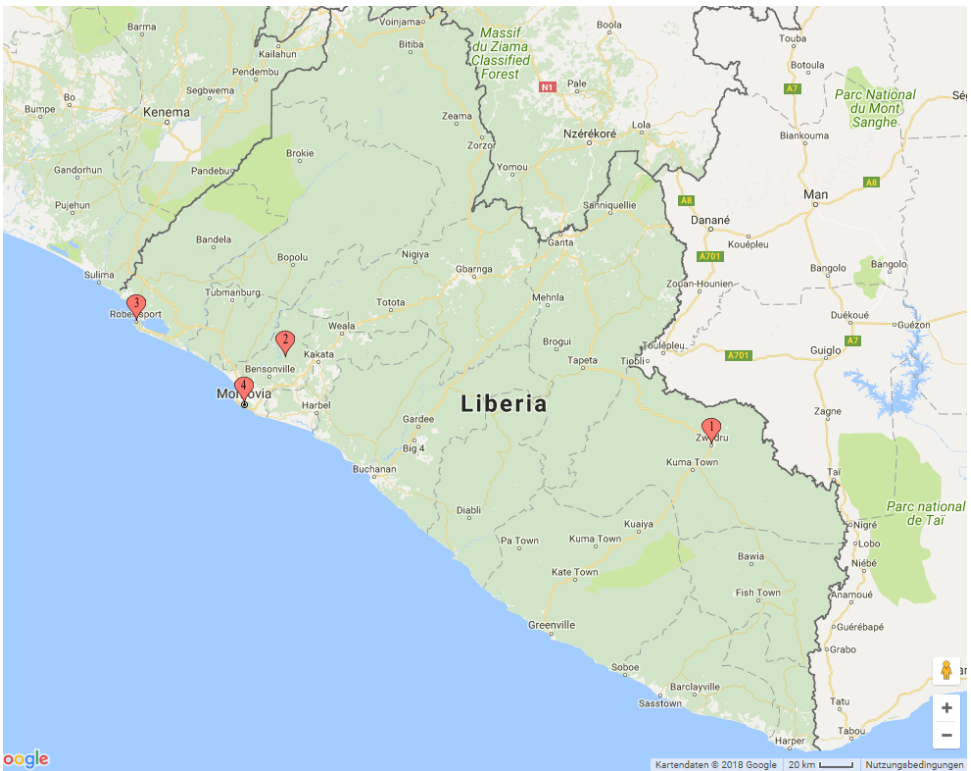 Barma
Voinjama
Kailahun
Bitiba
Massif
du Ziama
Classified
Forest
Boola
Touba
Botoula
Pendembu
Segbwema
Bo
Bumpe
Kenema
N1
Pale
A7
Parc National
du Mont
Sanghe
Zeama
Zorzo
Nzérékoré
Lola
Biankouma
Brokie
Yomou
Gandorhun
Pandebu
A8
Man
Pujehun
Sanniquellie
A8
Danané
Kouépleu
Bandela
Ganta
A701
Sulima
Bopolu
Nigiya
Gbarnga
Bangolo
Bangolo
Zouan-Hounien
Tubmanburg
Totota
Mehnla
3
Duékoué
Guézon
Weala
2
Kakata
Brogui
Toulépleu
A701
A7
Guiglo
Tapeta
Bensonville
4
Harbel
Liberia
Zagne
Gardee
1
Big 4
Kuma Town
Buchanan
Taï
Parc national
de Taï
Diabli
Nigré
Kuaiya
Pa Town
Kuma Town
Lobo
Bawia
Niébé
Kate Town
Fish Town
Anamoué
Greenville
Guérébapé
Grabo
Soboe
Barclayville
Sasstown
Tatu
Tabou
Harper
oogle
Kartendaten © 2018 Google
20 km
Nutzungsbedingungen